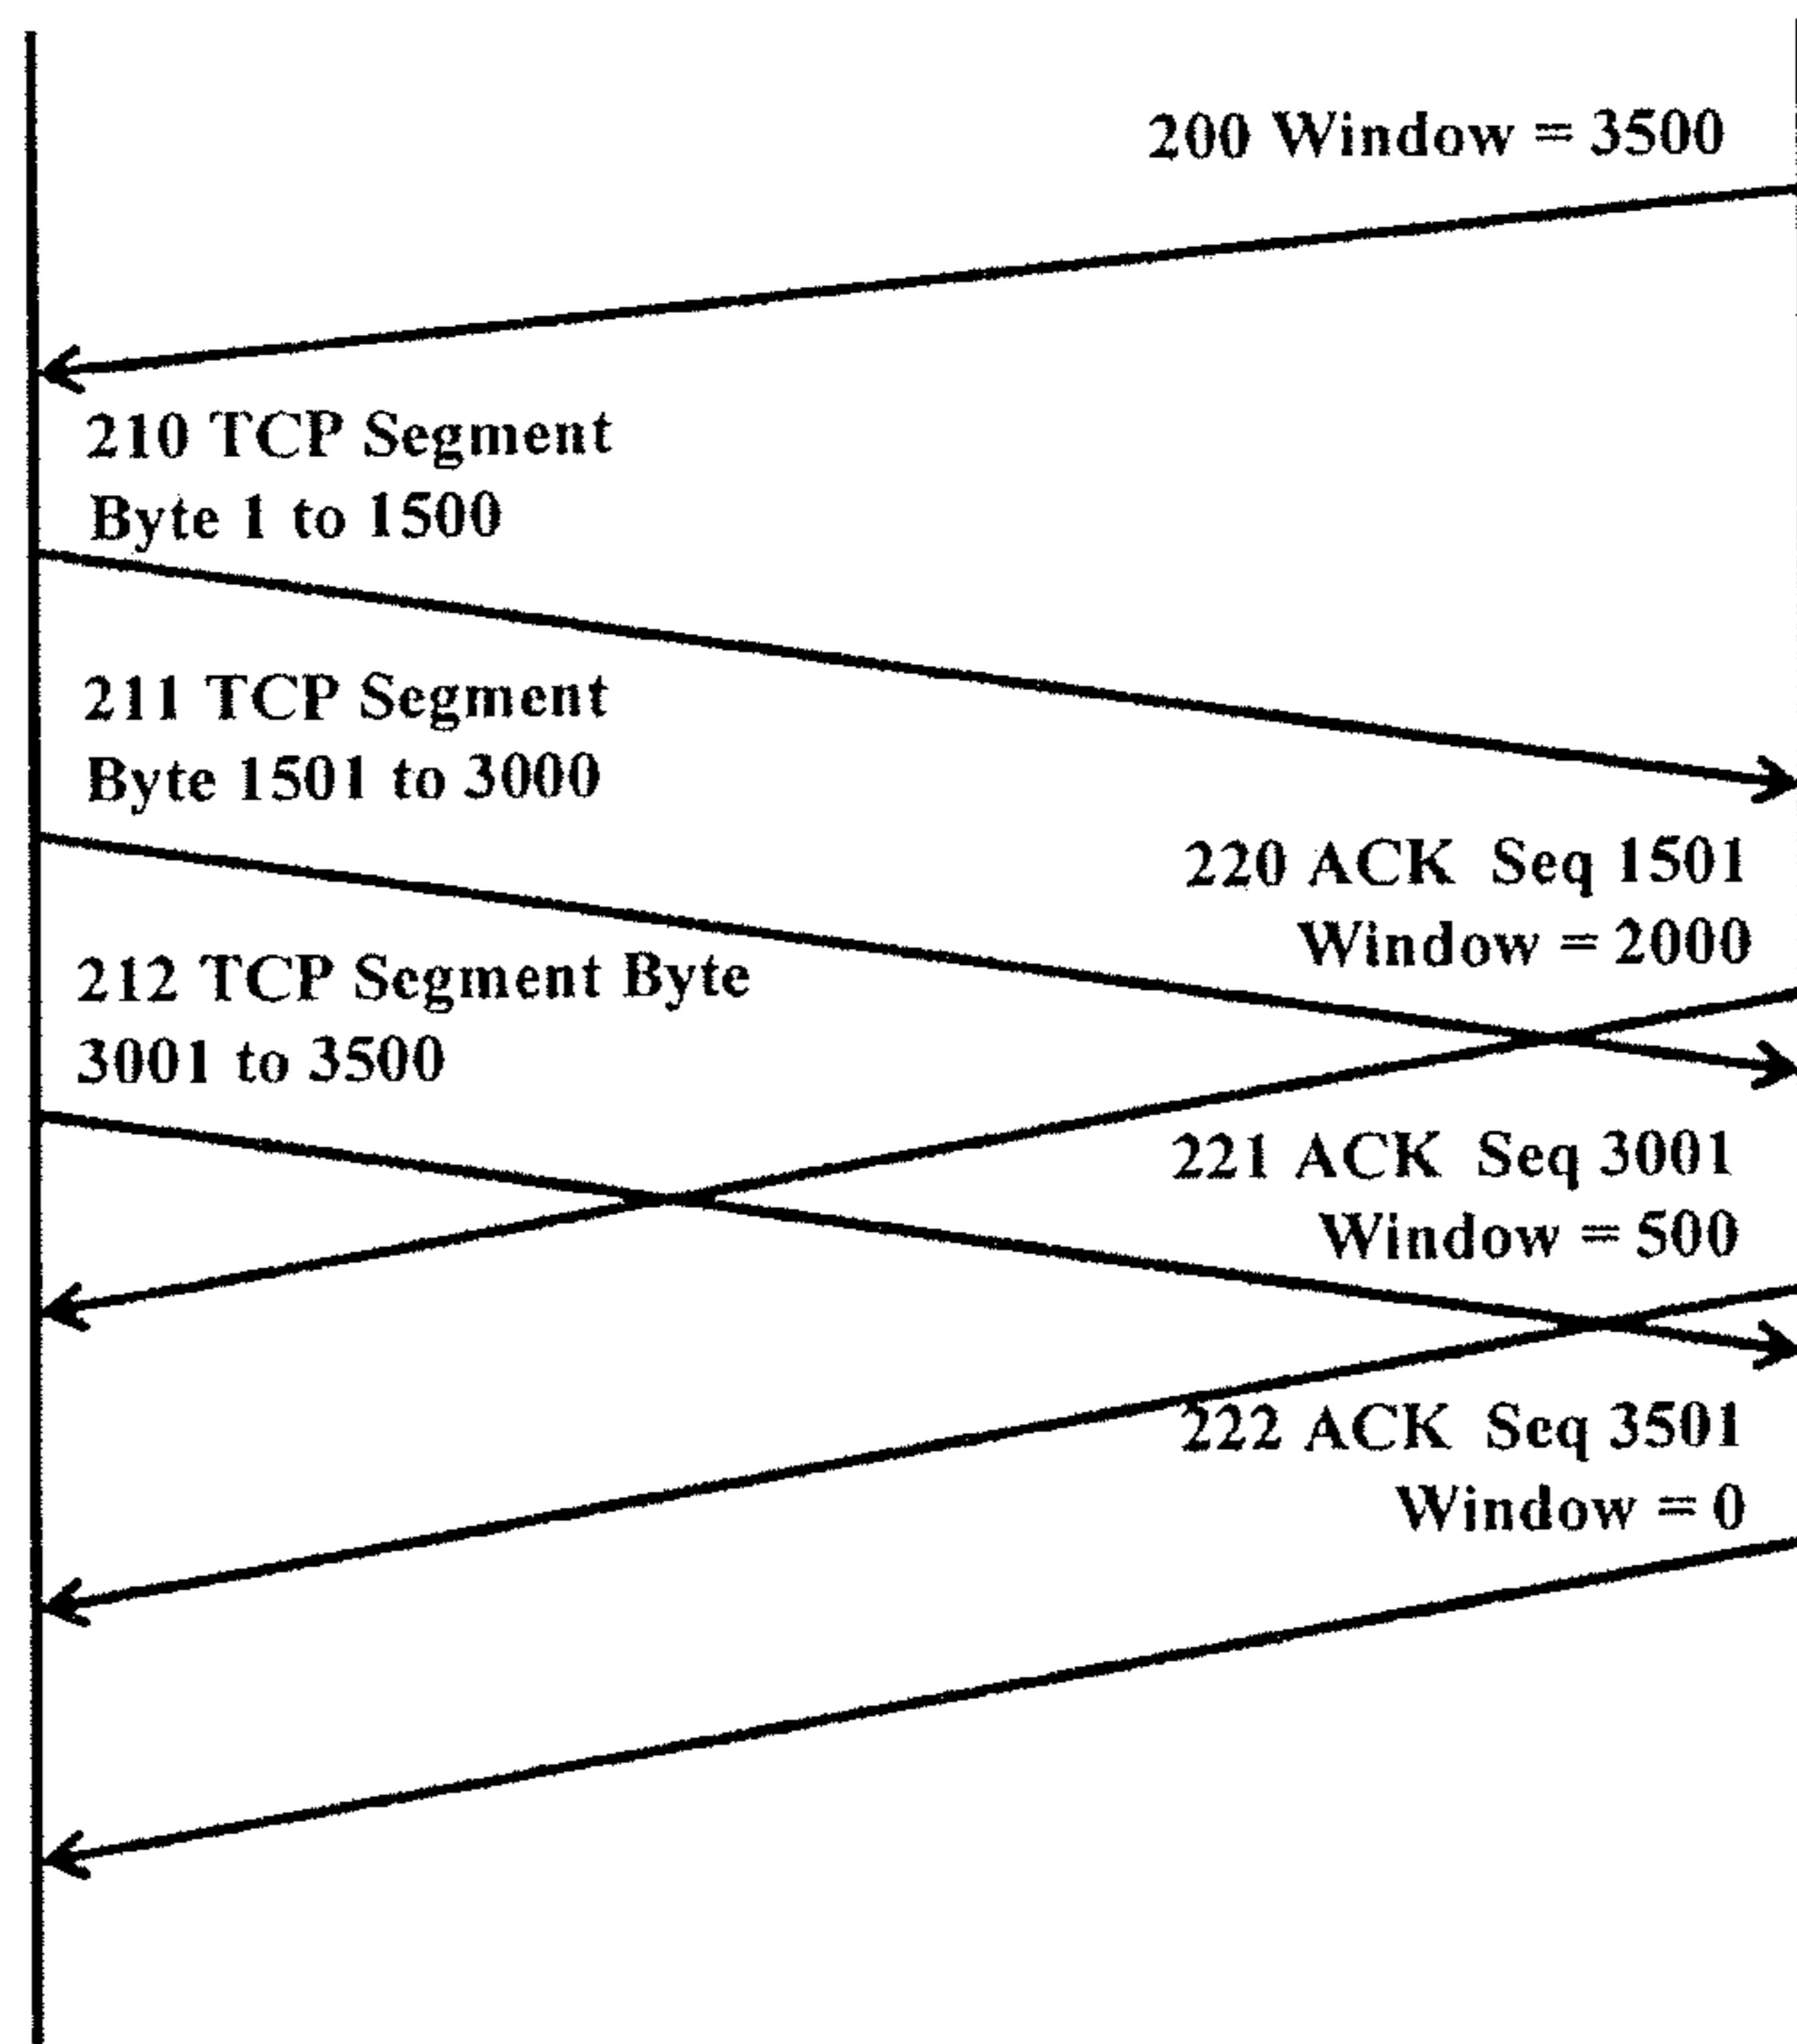 200 Window = 3500
210 TCP Segment
Byte 1 to 1500
211 TCP Segment
Byte 1501 to 3000
220 ACK Seq 1501
Window = 2000
212 TCP Segment Byte
3001 to 3500
221 ACK Seq 3001
Window = 500
222 ACK Seq 3501
Window = 0